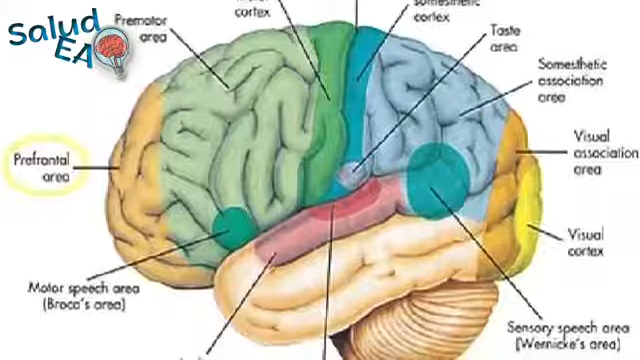 Salud
EA
Premotor
area
cortex
somesthetic
cortex
Taste
area
Somesthetic
association
area
Prefrontal
area
Visual
association
area
Visual
cortex
Motor speech area
(Broca's area)
Sensory speech area
(Wernicke's area)